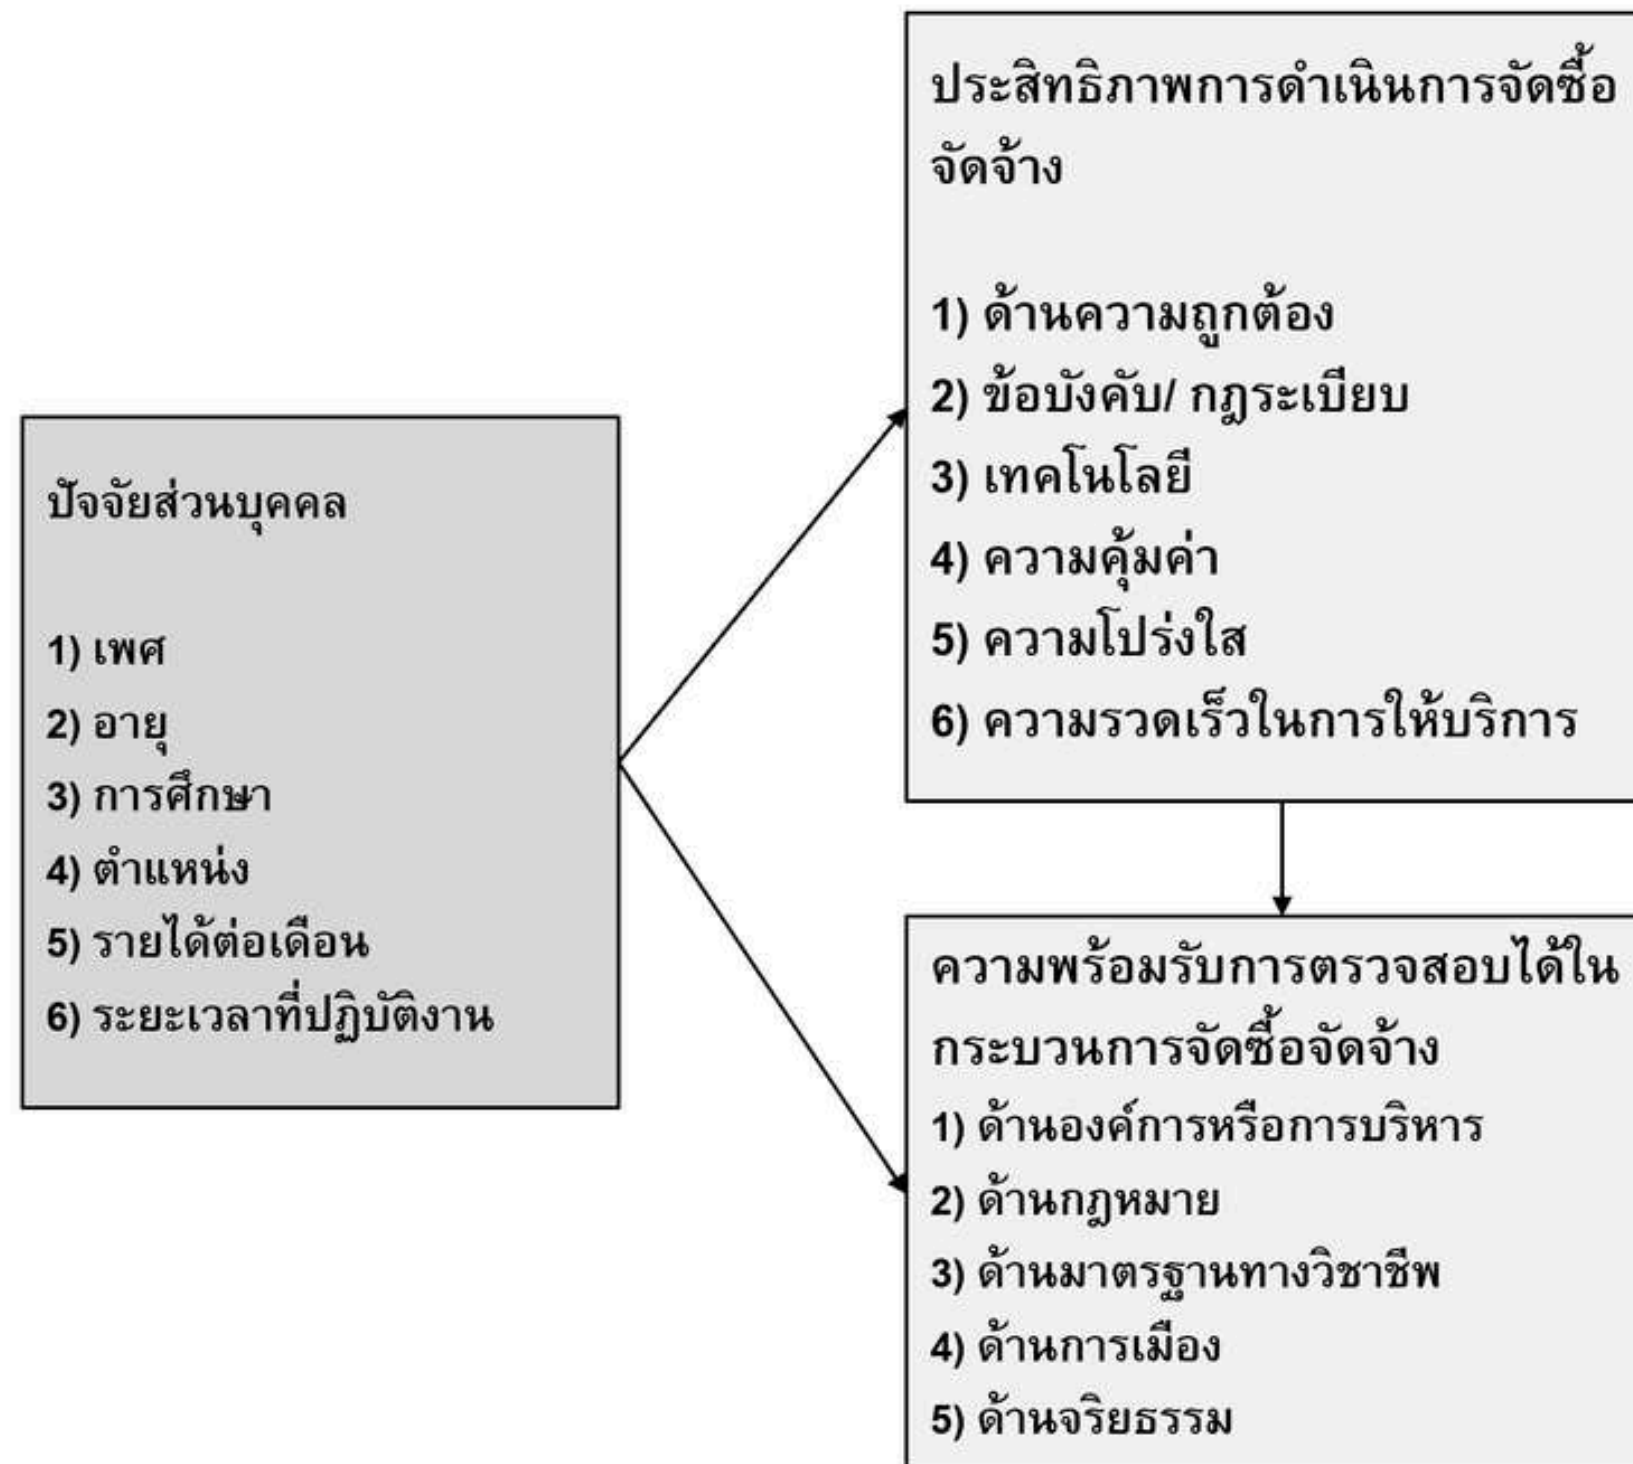 ปัจจัยส่วนบุคคล
1) เพศ
2) อายุ
3) การศึกษา
4) ตำแหน่ง
5) รายได้ต่อเดือน
6) ระยะเวลาที่ปฏิบัติงาน
ประสิทธิภาพการดำเนินการจัดซื้อ
จัดจ้าง
1) ด้านความถูกต้อง
2) ข้อบังคับ/ กฎระเบียบ
3) เทคโนโลยี
4) ความคุ้มค่า
5) ความโปร่งใส
6) ความรวดเร็วในการให้บริการ
ความพร้อมรับการตรวจสอบได้ใน
กระบวนการจัดซื้อจัดจ้าง
1) ด้านองค์การหรือการบริหาร
2) ด้านกฎหมาย
3) ด้านมาตรฐานทางวิชาชีพ
4) ด้านการเมือง
5) ด้านจริยธรรม